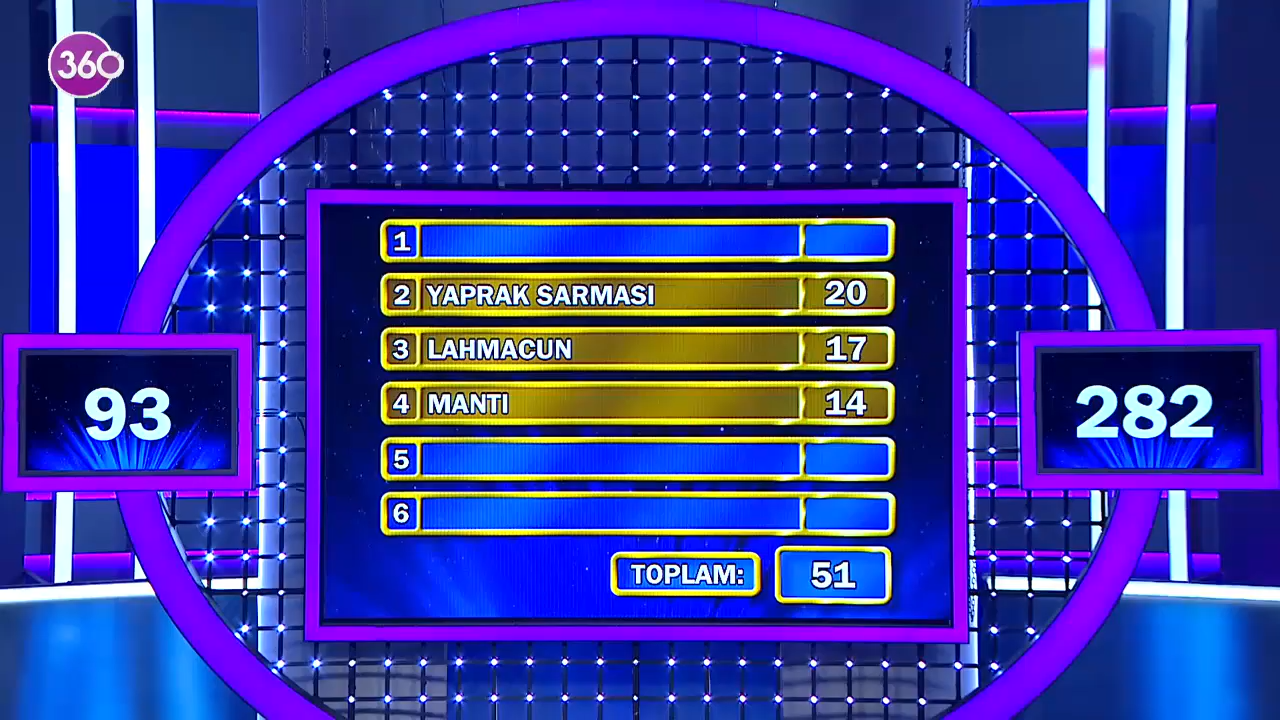 360
1
2 YAPRAK SARMASI 20
3 LAHMACUN 17
4 MANTI 14
5
6
TOPLAM: 51
93
282